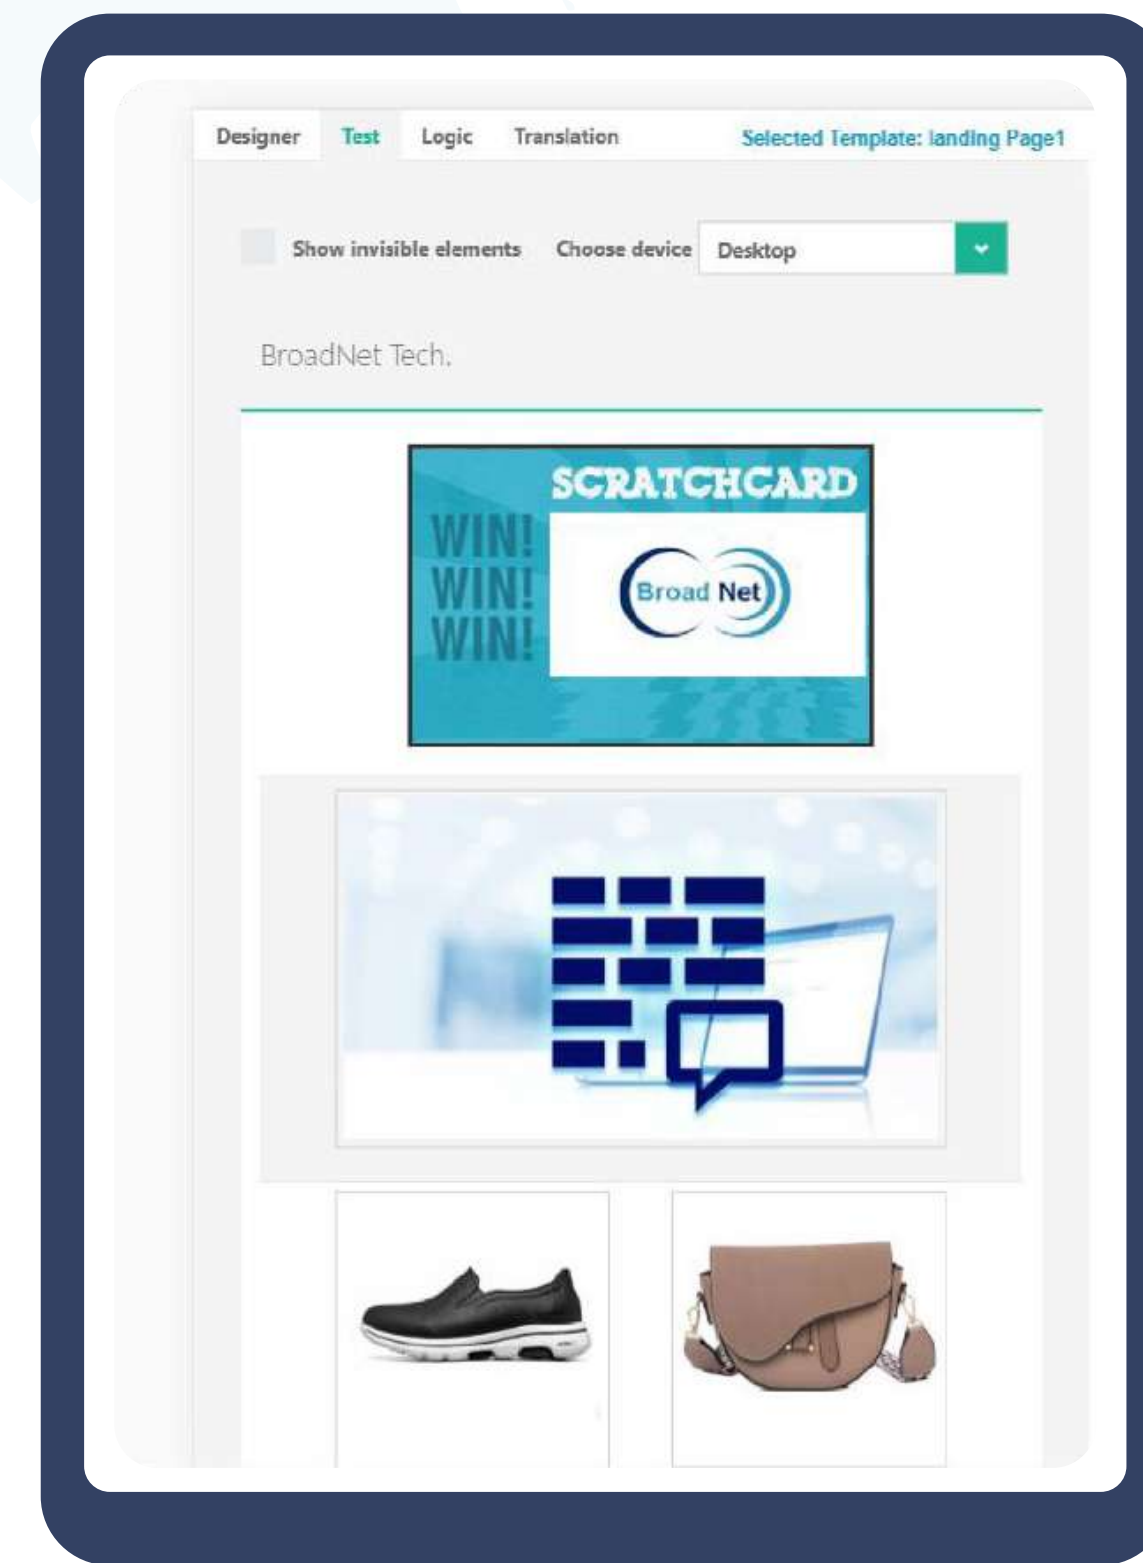 Designer Test Logic Translation Selected Template: landing Page1
Show invisible elements Choose device Desktop
BroadNet Tech.
SCRATCHCARD
WIN!
WIN!
WIN!
Broad Net